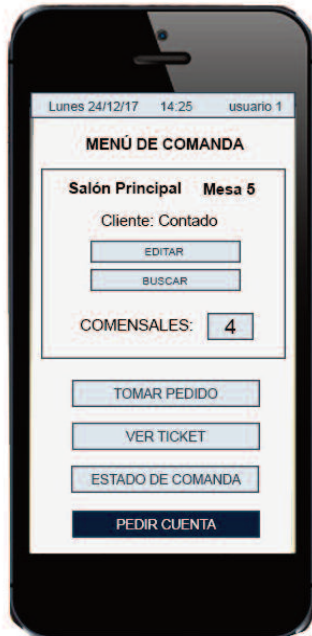 Lunes 24/12/17 14:25 usuario 1
MENÚ DE COMANDA
Salón Principal Mesa 5
Cliente: Contado
EDITAR
BUSCAR
COMENSALES: 4
TOMAR PEDIDO
VER TICKET
ESTADO DE COMANDA
PEDIR CUENTA